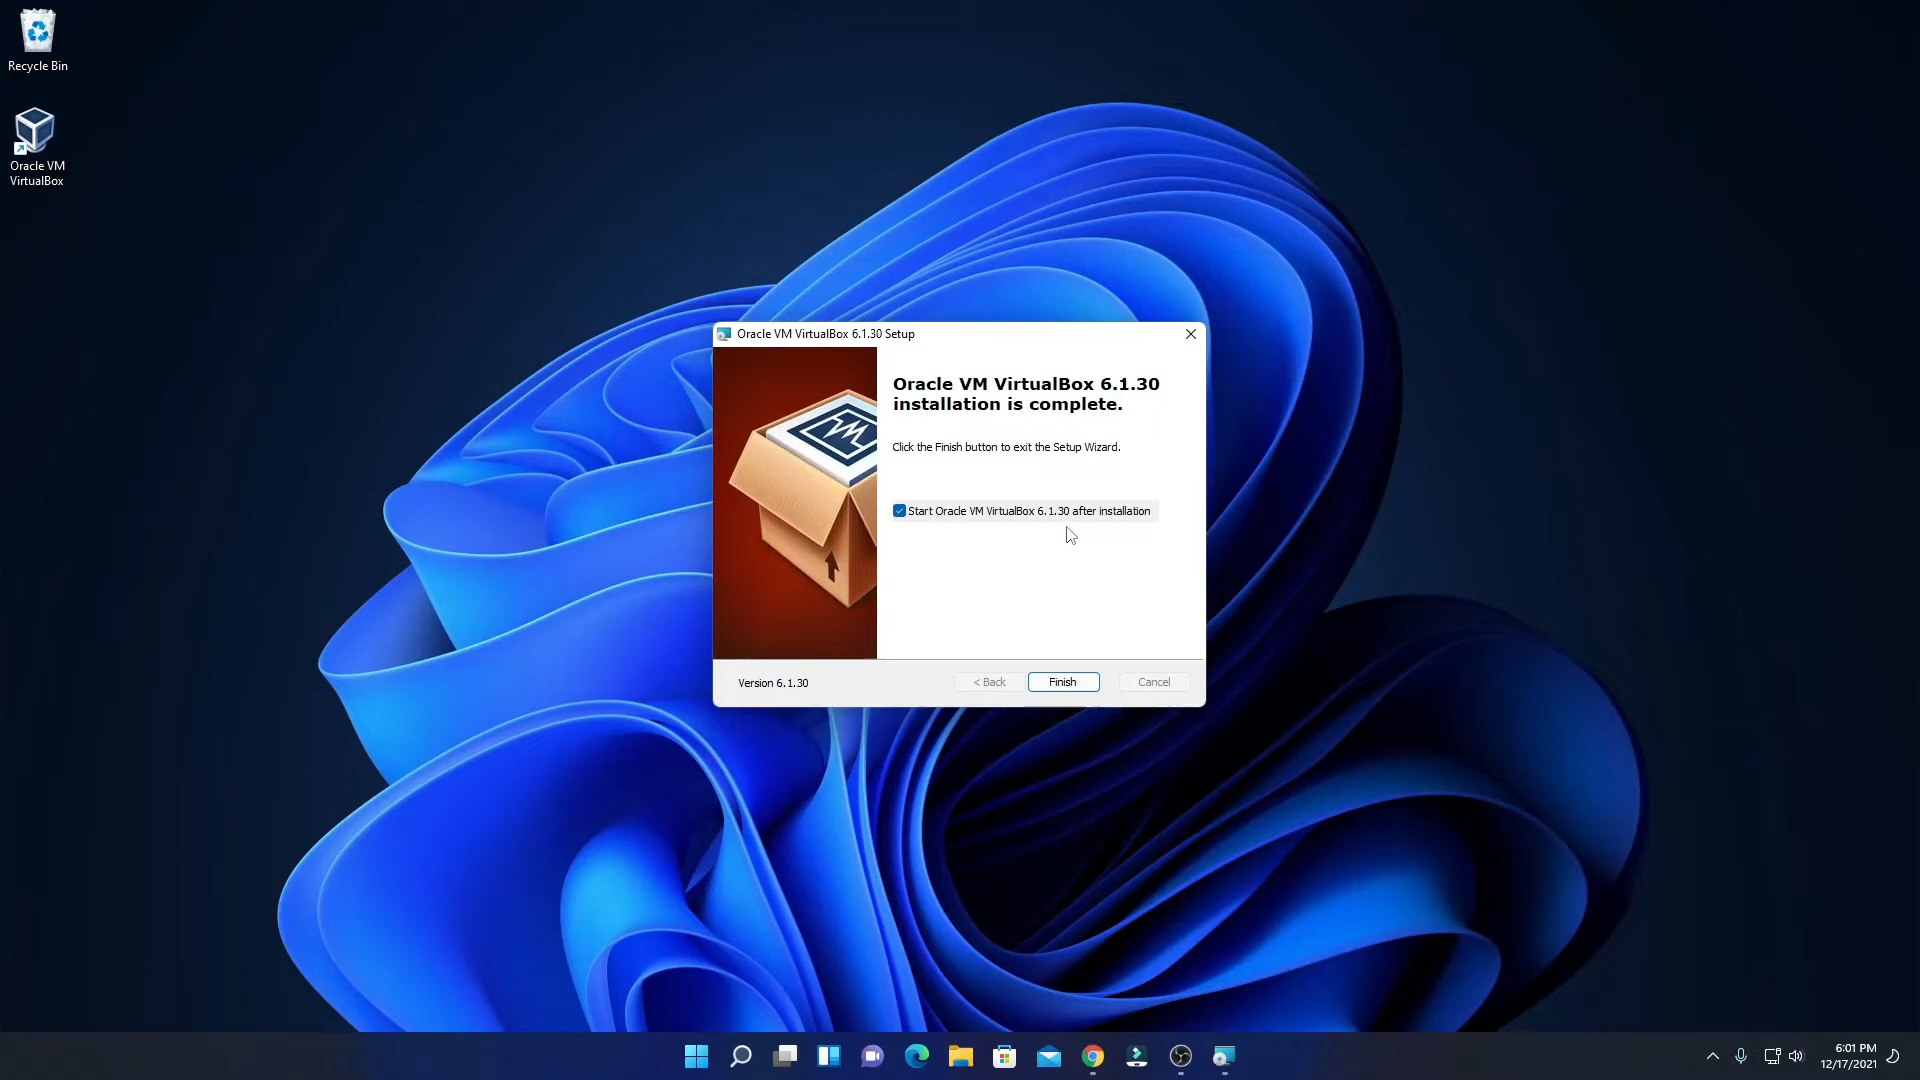 Recycle Bin
Oracle VM
VirtualBox
Oracle VM VirtualBox 6.1.30 Setup
Oracle VM VirtualBox 6.1.30
installation is complete.
Click the Finish button to exit the Setup Wizard.
Start Oracle VM VirtualBox 6.1.30 after installation
Version 6.1.30
< Back
Finish
Cancel
6:01 PM
12/17/2021